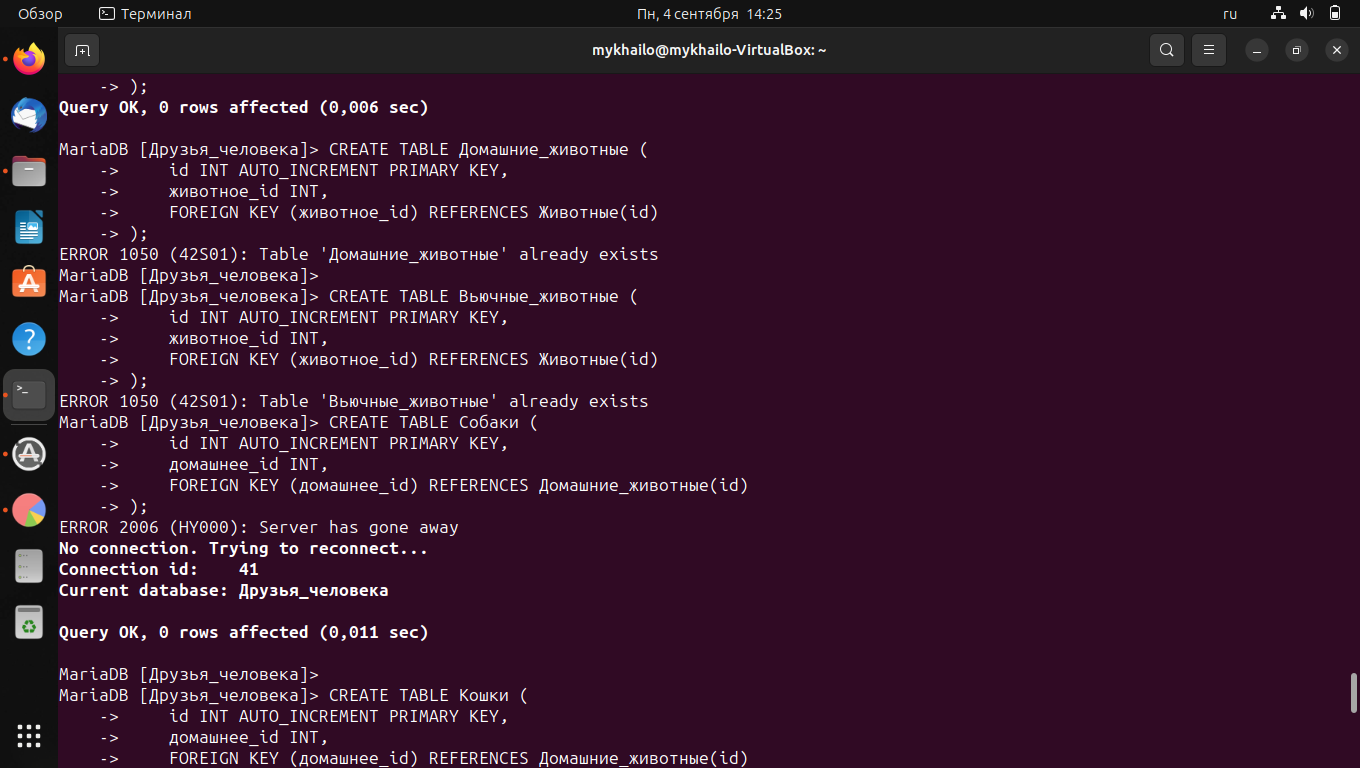 Обзор
Терминал
Пн, 4 сентября 14:25
ru
mykhailo@mykhailo-VirtualBox: ~
    -> );
Query OK, 0 rows affected (0,006 sec)
MariaDB [Друзья_человека]> CREATE TABLE Домашние_животные (
    ->     id INT AUTO_INCREMENT PRIMARY KEY,
    ->     животное_id INT,
    ->     FOREIGN KEY (животное_id) REFERENCES Животные(id)
    -> );
ERROR 1050 (42S01): Table 'Домашние_животные' already exists
MariaDB [Друзья_человека]>
MariaDB [Друзья_человека]> CREATE TABLE Вьючные_животные (
    ->     id INT AUTO_INCREMENT PRIMARY KEY,
    ->     животное_id INT,
    ->     FOREIGN KEY (животное_id) REFERENCES Животные(id)
    -> );
ERROR 1050 (42S01): Table 'Вьючные_животные' already exists
MariaDB [Друзья_человека]> CREATE TABLE Собаки (
    ->     id INT AUTO_INCREMENT PRIMARY KEY,
    ->     домашнее_id INT,
    ->     FOREIGN KEY (домашнее_id) REFERENCES Домашние_животные(id)
    -> );
ERROR 2006 (HY000): Server has gone away
No connection. Trying to reconnect...
Connection id:    41
Current database: Друзья_человека
Query OK, 0 rows affected (0,011 sec)
MariaDB [Друзья_человека]>
MariaDB [Друзья_человека]> CREATE TABLE Кошки (
    ->     id INT AUTO_INCREMENT PRIMARY KEY,
    ->     домашнее_id INT,
    ->     FOREIGN KEY (домашнее_id) REFERENCES Домашние_животные(id)